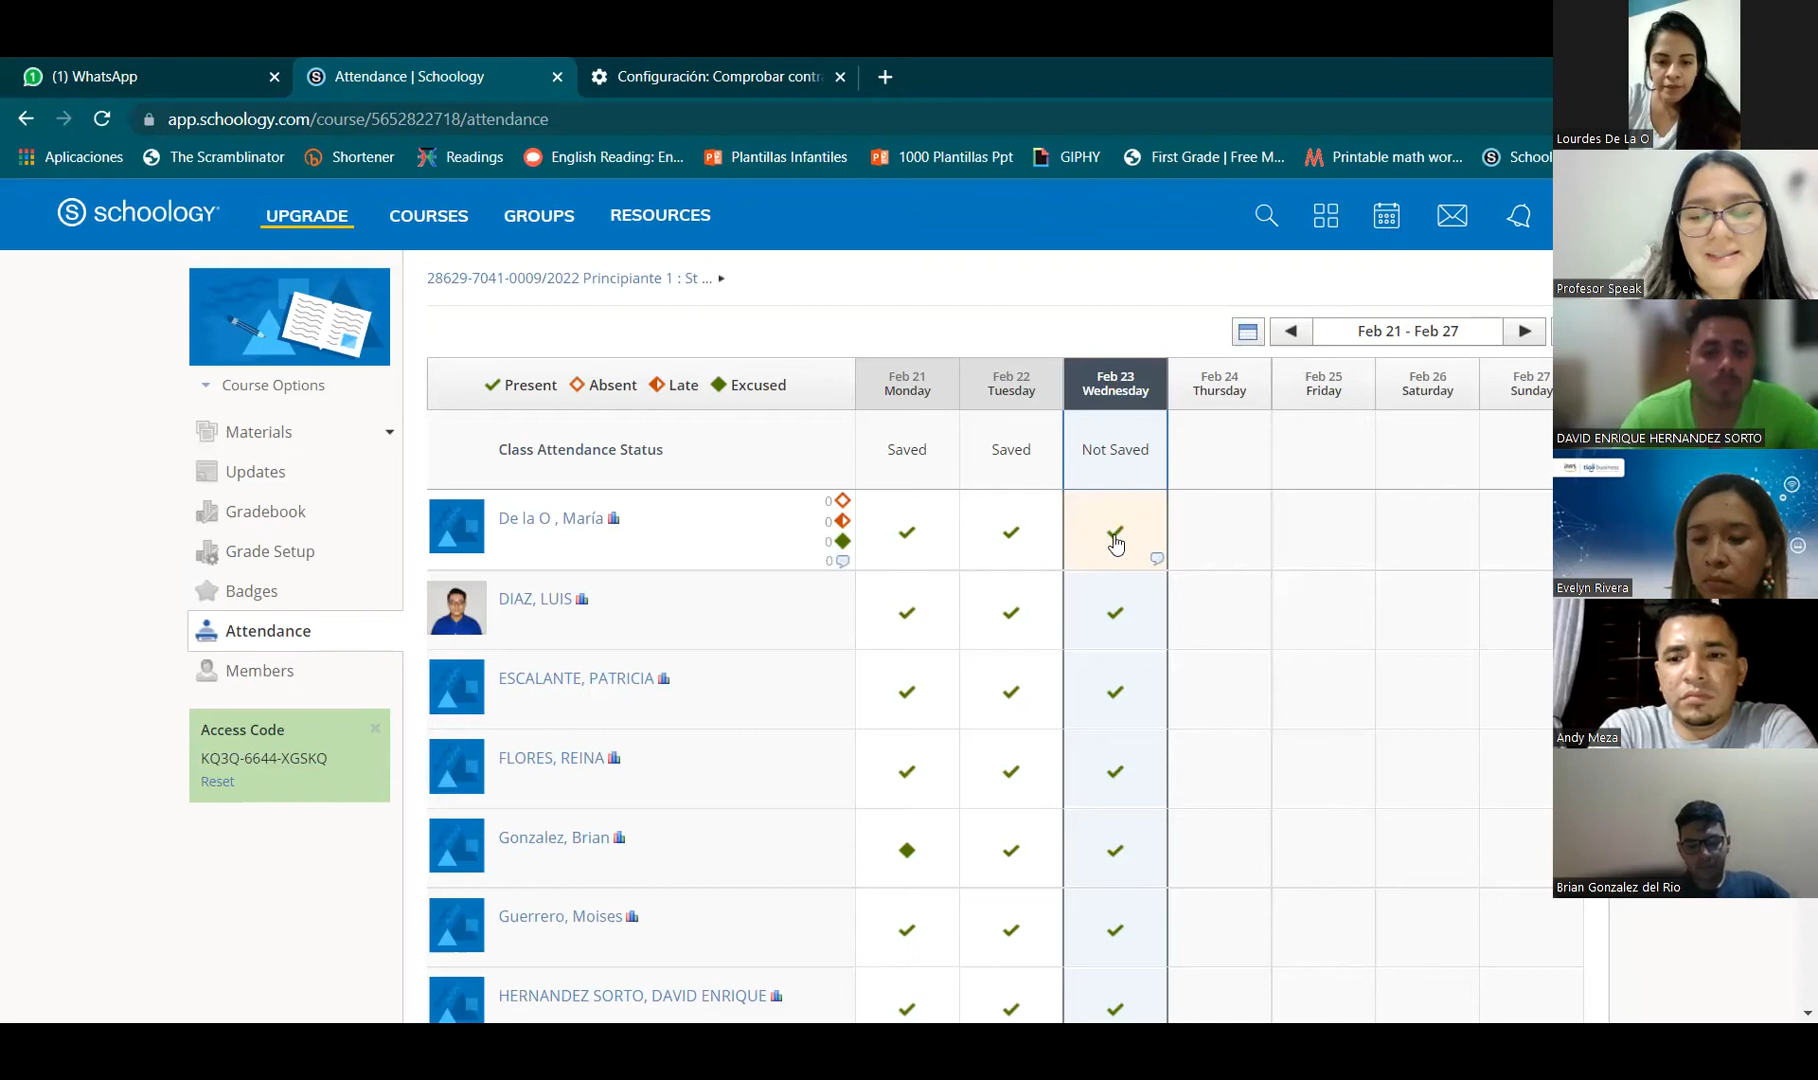 (1) WhatsApp
Attendance | Schoology
Configuración: Comprobar contr
app.schoology.com/course/5652822718/attendance
Aplicaciones
The Scramblinator
Shortener
Readings
English Reading: En...
Plantillas Infantiles
1000 Plantillas Ppt
GIPHY
First Grade | Free M...
Printable math wor...
School
schoology
UPGRADE
COURSES
GROUPS
RESOURCES
28629-7041-0009/2022 Principiante 1 : St ...
Course Options
Materials
Updates
Gradebook
Grade Setup
Badges
Attendance
Members
Access Code
KQ3Q-6644-XGSKQ
Reset
Feb 21 - Feb 27
Present Absent Late Excused
Feb 21 Monday
Feb 22 Tuesday
Feb 23 Wednesday
Feb 24 Thursday
Feb 25 Friday
Feb 26 Saturday
Feb 27 Sunday
Class Attendance Status
Saved
Saved
Not Saved
De la O , María
0
0
0
0
DIAZ, LUIS
ESCALANTE, PATRICIA
FLORES, REINA
Gonzalez, Brian
Guerrero, Moises
HERNANDEZ SORTO, DAVID ENRIQUE
Lourdes De La O
Profesor Speak
DAVID ENRIQUE HERNANDEZ SORTO
aws
tigo business
Evelyn Rivera
Andy Meza
Brian Gonzalez del Rio